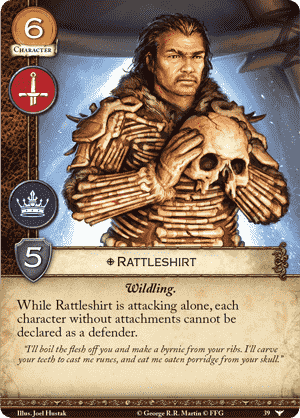 6
CHARACTER
5
RATTLESHIRT
Wildling.
While Rattleshirt is attacking alone, each
character without attachments cannot be
declared as a defender.
"I'll boil the flesh off you and make a byrnie from your ribs. I'll carve
your teeth to cast me runes, and eat me oaten porridge from your skull."
Illus. Joel Hustak © George R.R. Martin © FFG 39